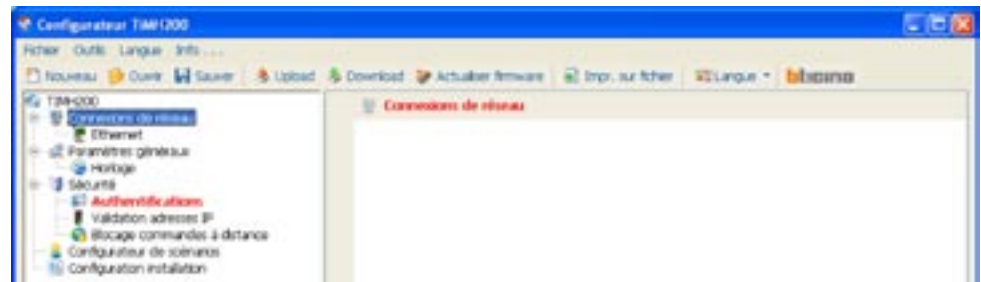 Configurateur TiMH200
Fichier Outils Langue Info ...
Nouveau Ouvrir Sauver Upload Download Actualiser firmware Impr. sur fichier Langue bticino
TIMH200
Connexions de réseau
Connexions de réseau
Ethernet
Paramètres généraux
Horloge
Sécurité
Authentifications
Validation adresses IP
Blocage commandes à distance
Configurateur de scénarios
Configuration installation